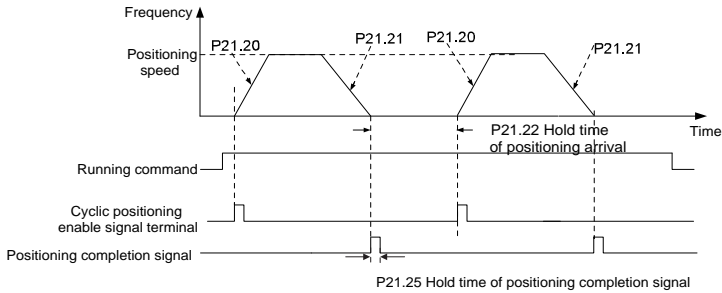 Frequency
P21.20
P21.21
P21.20
P21.21
Positioning
speed
Time
P21.22 Hold time
of positioning arrival
Running command
Cyclic positioning
enable signal terminal
Positioning completion signal
P21.25 Hold time of positioning completion signal